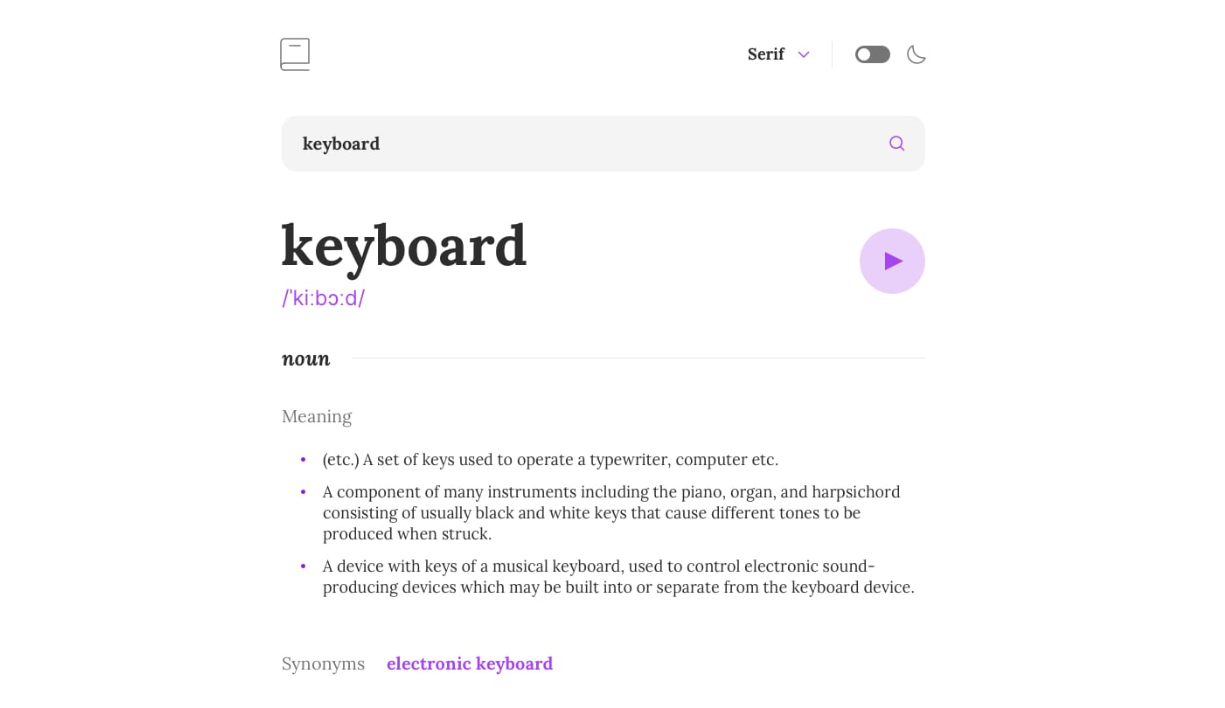 Serif
keyboard
keyboard
/ˈkiːbɔːd/
noun
Meaning
(etc.) A set of keys used to operate a typewriter, computer etc.
A component of many instruments including the piano, organ, and harpsichord
consisting of usually black and white keys that cause different tones to be
produced when struck.
A device with keys of a musical keyboard, used to control electronic sound-
producing devices which may be built into or separate from the keyboard device.
Synonyms electronic keyboard